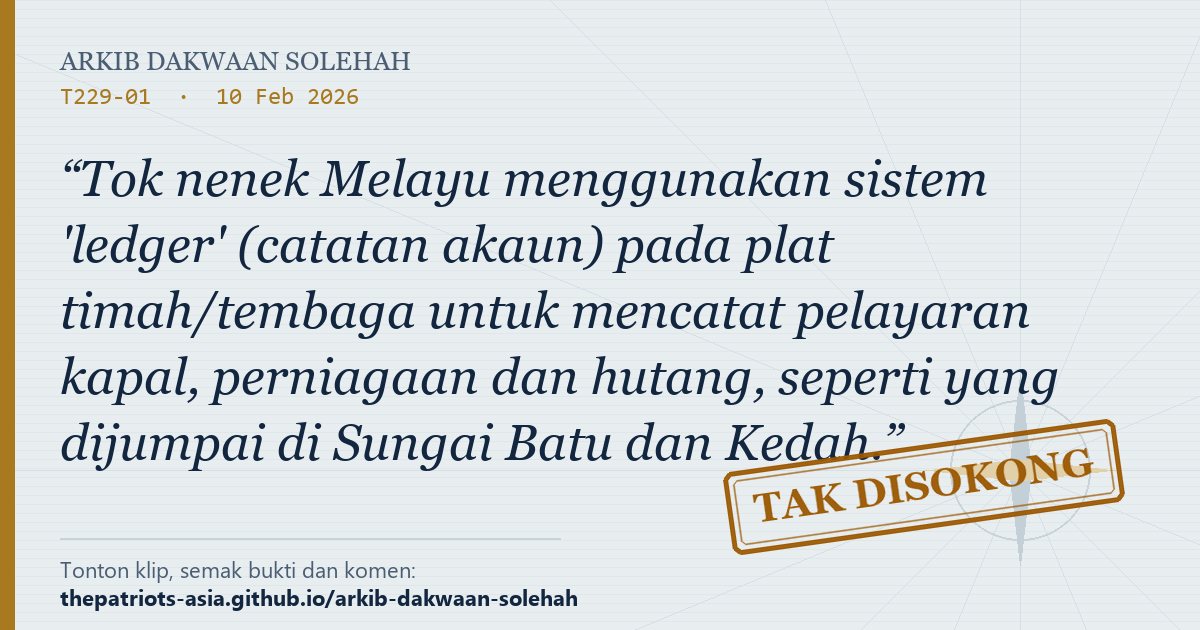 ARKIB DAKWAAN SOLEHAH
T229-01 · 10 Feb 2026
“Tok nenek Melayu menggunakan sistem
'ledger' (catatan akaun) pada plat
timah/tembaga untuk mencatat pelayaran
kapal, perniagaan dan hutang, seperti yang
dijumpai di Sungai Batu dan Kedah.”
TAK DISOKONG
Tonton klip, semak bukti dan komen:
thepatriots-asia.github.io/arkib-dakwaan-solehah